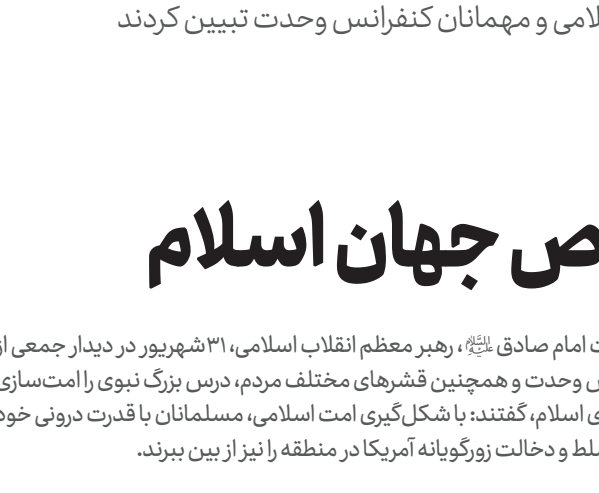 لامی و مهمانان کنفرانس وحدت تبیین کردند
ص جهان اسلام
ت امام صادق علیه‌السلام، رهبر معظم انقلاب اسلامی، ۳۱شهریور در دیدار جمعی از
س وحدت و همچنین قشرهای مختلف مردم، درس بزرگ نبوی را امت‌سازی
ی اسلام، گفتند: با شکل‌گیری امت اسلامی، مسلمانان با قدرت درونی خود
لط و دخالت زورگویانه آمریکا در منطقه را نیز از بین ببرند.